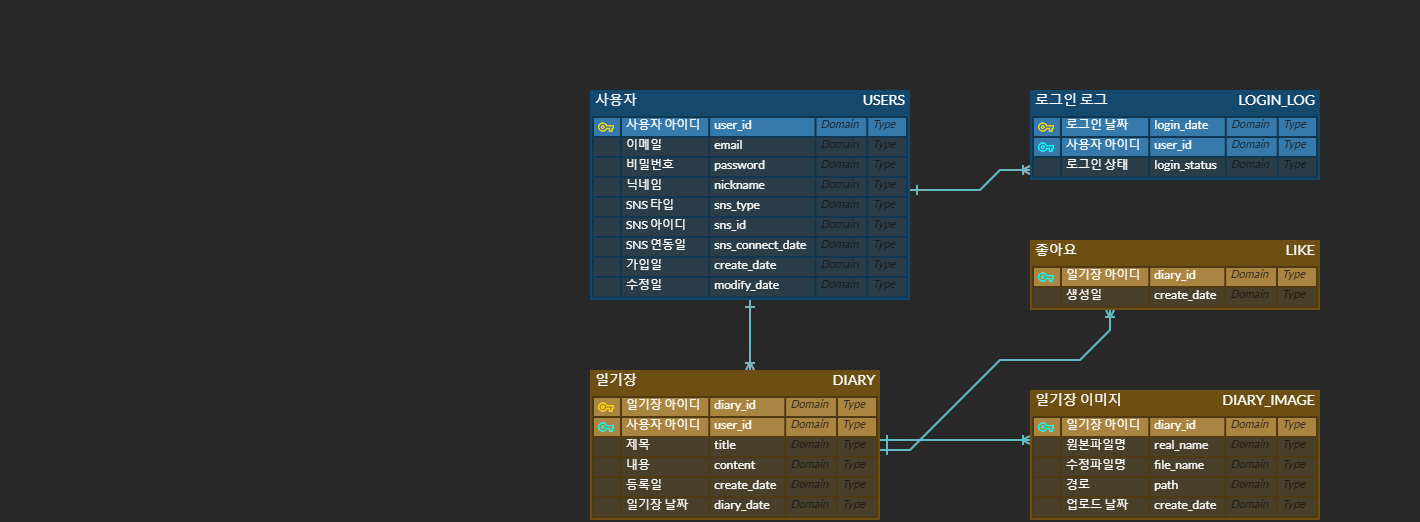 사용자 USERS
사용자 아이디 user_id Domain Type
이메일 email Domain Type
비밀번호 password Domain Type
닉네임 nickname Domain Type
SNS 타입 sns_type Domain Type
SNS 아이디 sns_id Domain Type
SNS 연동일 sns_connect_date Domain Type
가입일 create_date Domain Type
수정일 modify_date Domain Type
로그인 로그 LOGIN_LOG
로그인 날짜 login_date Domain Type
사용자 아이디 user_id Domain Type
로그인 상태 login_status Domain Type
좋아요 LIKE
일기장 아이디 diary_id Domain Type
생성일 create_date Domain Type
일기장 DIARY
일기장 아이디 diary_id Domain Type
사용자 아이디 user_id Domain Type
제목 title Domain Type
내용 content Domain Type
등록일 create_date Domain Type
일기장 날짜 diary_date Domain Type
일기장 이미지 DIARY_IMAGE
일기장 아이디 diary_id Domain Type
원본파일명 real_name Domain Type
수정파일명 file_name Domain Type
경로 path Domain Type
업로드 날짜 create_date Domain Type